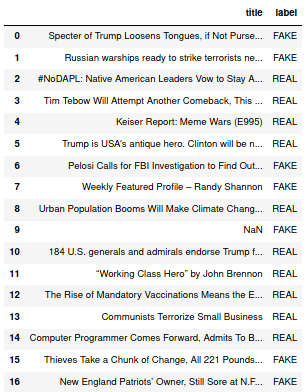 title label
0 Specter of Trump Loosens Tongues, if Not Purse... FAKE
1 Russian warships ready to strike terrorists ne... FAKE
2 #NoDAPL: Native American Leaders Vow to Stay A... REAL
3 Tim Tebow Will Attempt Another Comeback, This ... REAL
4 Keiser Report: Meme Wars (E995) REAL
5 Trump is USA's antique hero. Clinton will be n... REAL
6 Pelosi Calls for FBI Investigation to Find Out... FAKE
7 Weekly Featured Profile – Randy Shannon FAKE
8 Urban Population Booms Will Make Climate Chang... REAL
9 NaN FAKE
10 184 U.S. generals and admirals endorse Trump f... REAL
11 “Working Class Hero” by John Brennon REAL
12 The Rise of Mandatory Vaccinations Means the E... REAL
13 Communists Terrorize Small Business REAL
14 Computer Programmer Comes Forward, Admits To B... REAL
15 Thieves Take a Chunk of Change, All 221 Pounds... FAKE
16 New England Patriots’ Owner, Still Sore at N.F... FAKE